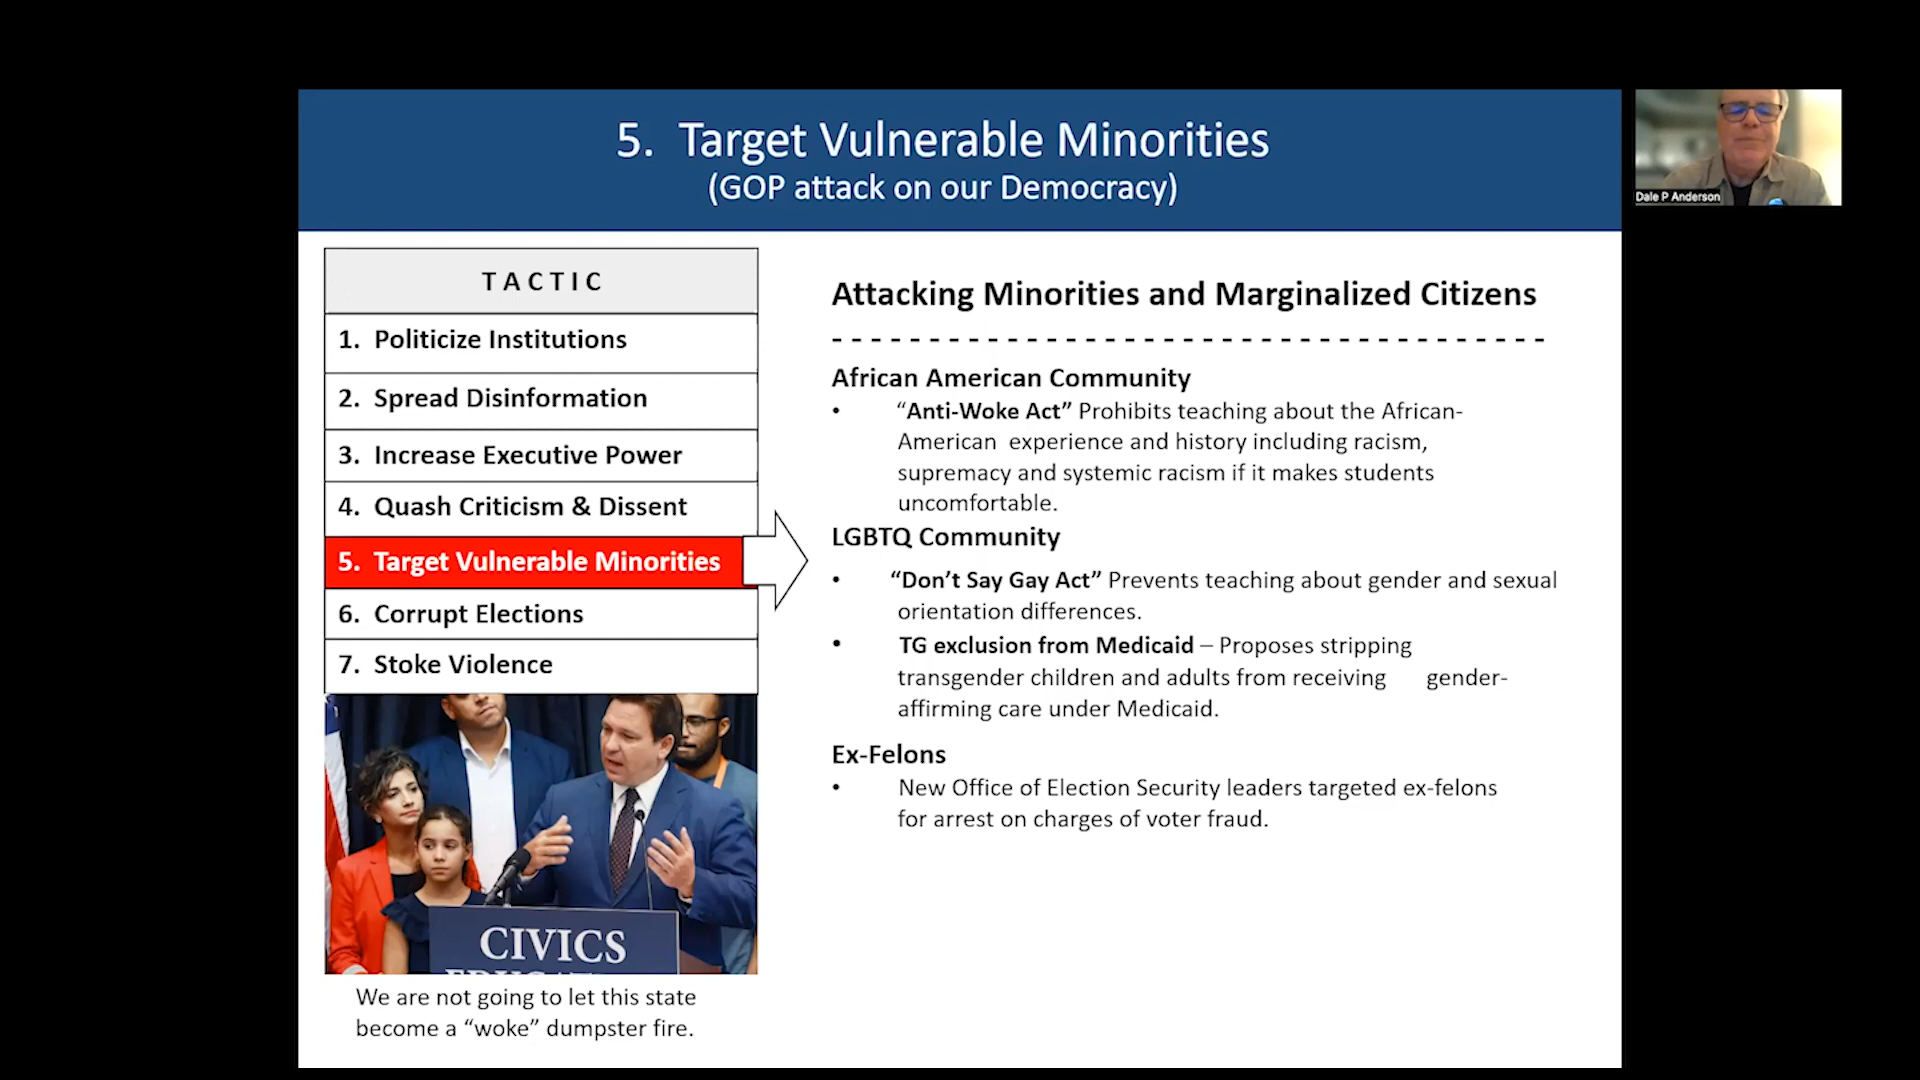 5. Target Vulnerable Minorities
(GOP attack on our Democracy)
Dale P Anderson
TACTIC
1. Politicize Institutions
2. Spread Disinformation
3. Increase Executive Power
4. Quash Criticism & Dissent
5. Target Vulnerable Minorities
6. Corrupt Elections
7. Stoke Violence
CIVICS
We are not going to let this state
become a “woke” dumpster fire.
Attacking Minorities and Marginalized Citizens
- - - - - - - - - - - - - - - - - - - - - - - - - - - - - - - - - - - - -
African American Community
• “Anti-Woke Act” Prohibits teaching about the African-
American experience and history including racism,
supremacy and systemic racism if it makes students
uncomfortable.
LGBTQ Community
• “Don’t Say Gay Act” Prevents teaching about gender and sexual
orientation differences.
• TG exclusion from Medicaid – Proposes stripping
transgender children and adults from receiving gender-
affirming care under Medicaid.
Ex-Felons
• New Office of Election Security leaders targeted ex-felons
for arrest on charges of voter fraud.